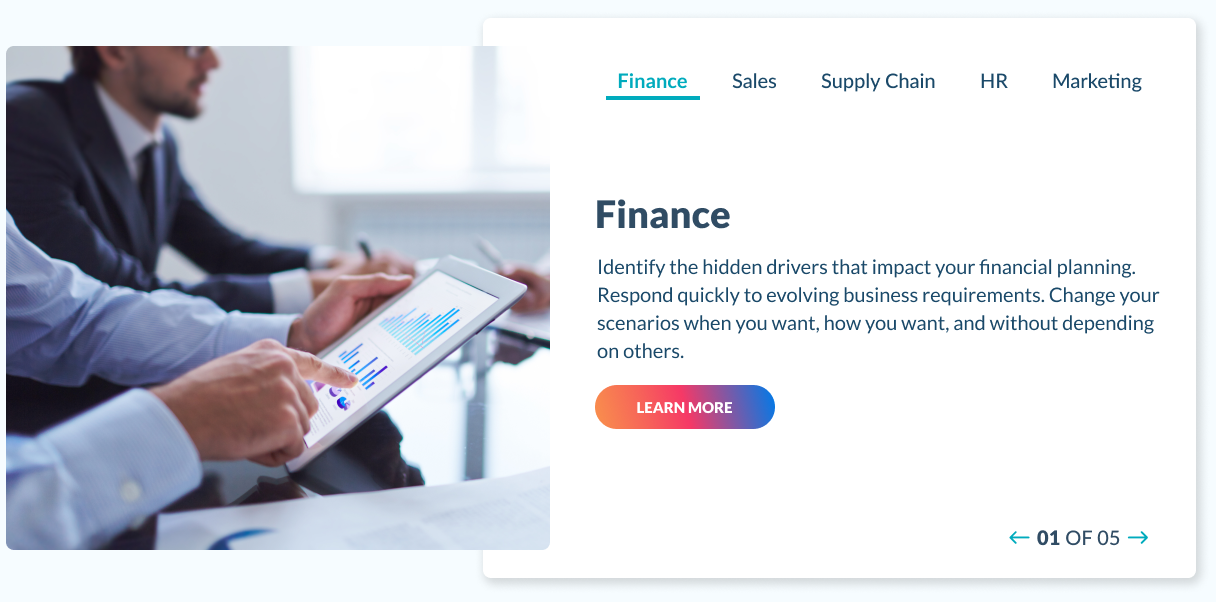 Finance Sales Supply Chain HR Marketing
Finance
Identify the hidden drivers that impact your financial planning.
Respond quickly to evolving business requirements. Change your
scenarios when you want, how you want, and without depending
on others.
LEARN MORE
← 01 OF 05 →